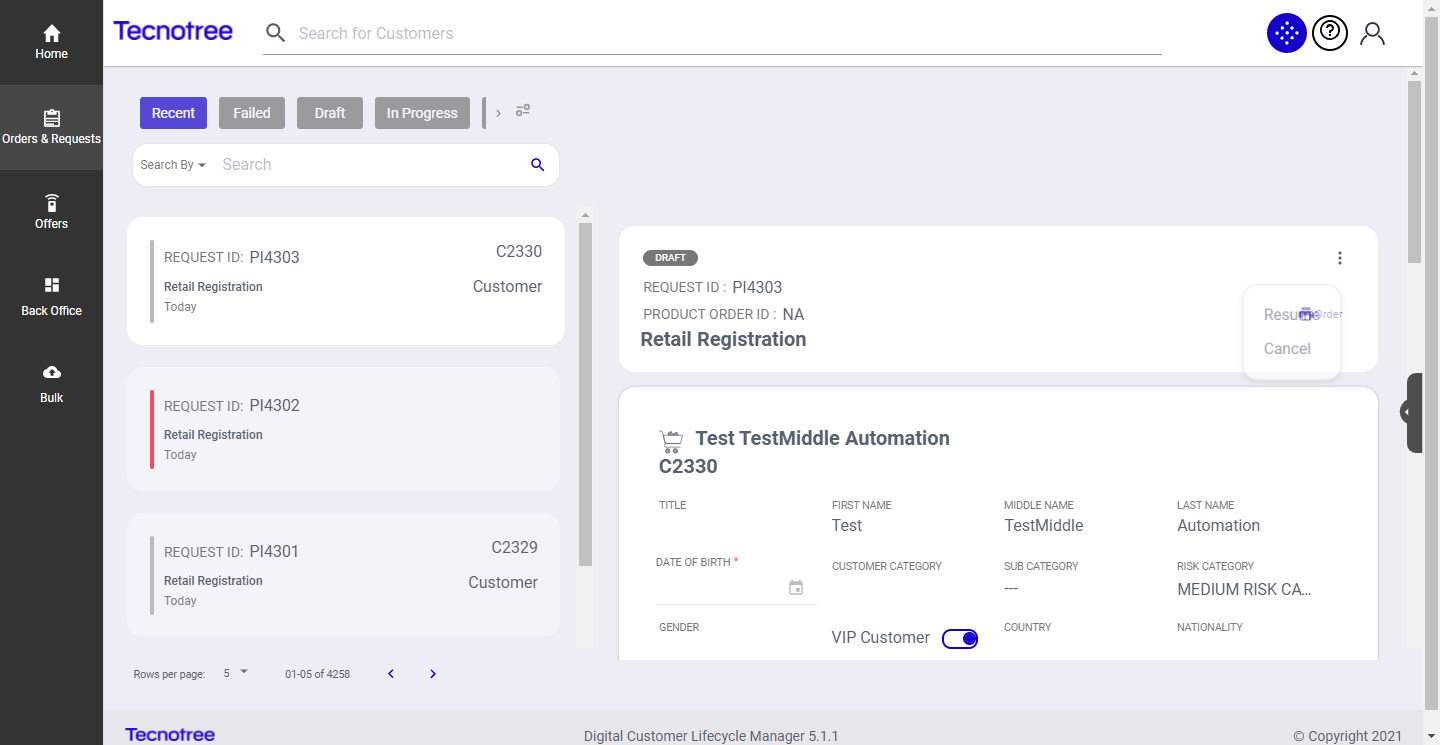 Home
Orders & Requests
Offers
Back Office
Bulk
Tecnotree
Search for Customers
Recent Failed Draft In Progress
Search By Search
REQUEST ID: PI4303 C2330
Retail Registration Customer
Today
REQUEST ID: PI4302
Retail Registration
Today
REQUEST ID: PI4301 C2329
Retail Registration Customer
Today
Rows per page: 5 01-05 of 4258
DRAFT
REQUEST ID : PI4303
PRODUCT ORDER ID : NA
Retail Registration
Resume Order
Cancel
Test TestMiddle Automation
C2330
TITLE FIRST NAME MIDDLE NAME LAST NAME
Test TestMiddle Automation
DATE OF BIRTH * CUSTOMER CATEGORY SUB CATEGORY RISK CATEGORY
--- MEDIUM RISK CA...
GENDER VIP Customer COUNTRY NATIONALITY
Tecnotree Digital Customer Lifecycle Manager 5.1.1 © Copyright 2021